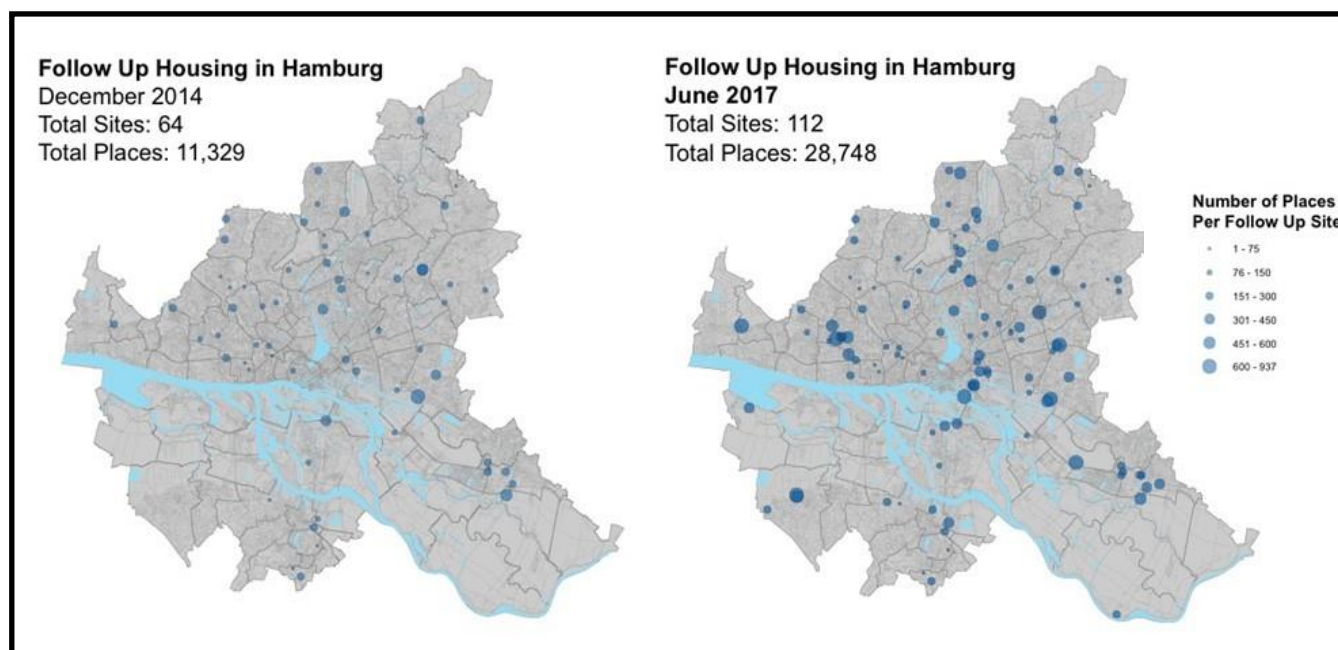 Follow Up Housing in Hamburg
December 2014
Total Sites: 64
Total Places: 11,329
Follow Up Housing in Hamburg
June 2017
Total Sites: 112
Total Places: 28,748
Number of Places
Per Follow Up Site
1 - 75
76 - 150
151 - 300
301 - 450
451 - 600
600 - 937